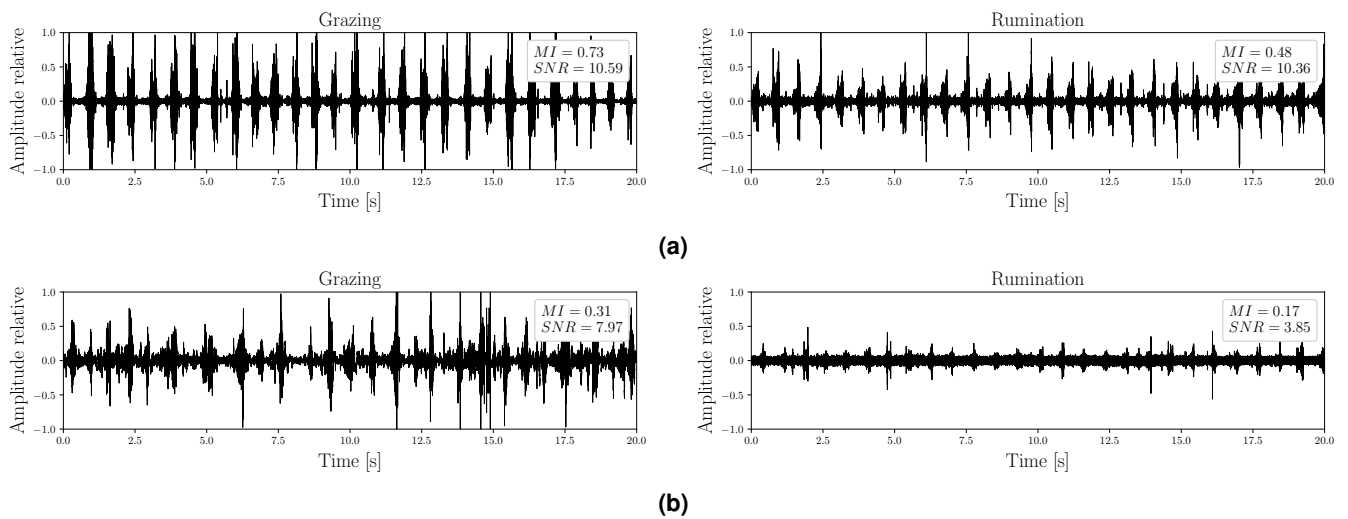 Grazing
Amplitude relative
1.0
0.5
0.0
−0.5
−1.0
MI = 0.73
SNR = 10.59
0.0 2.5 5.0 7.5 10.0 12.5 15.0 17.5 20.0
Time [s]
Rumination
Amplitude relative
1.0
0.5
0.0
−0.5
−1.0
MI = 0.48
SNR = 10.36
0.0 2.5 5.0 7.5 10.0 12.5 15.0 17.5 20.0
Time [s]
(a)
Grazing
Amplitude relative
1.0
0.5
0.0
−0.5
−1.0
MI = 0.31
SNR = 7.97
0.0 2.5 5.0 7.5 10.0 12.5 15.0 17.5 20.0
Time [s]
Rumination
Amplitude relative
1.0
0.5
0.0
−0.5
−1.0
MI = 0.17
SNR = 3.85
0.0 2.5 5.0 7.5 10.0 12.5 15.0 17.5 20.0
Time [s]
(b)